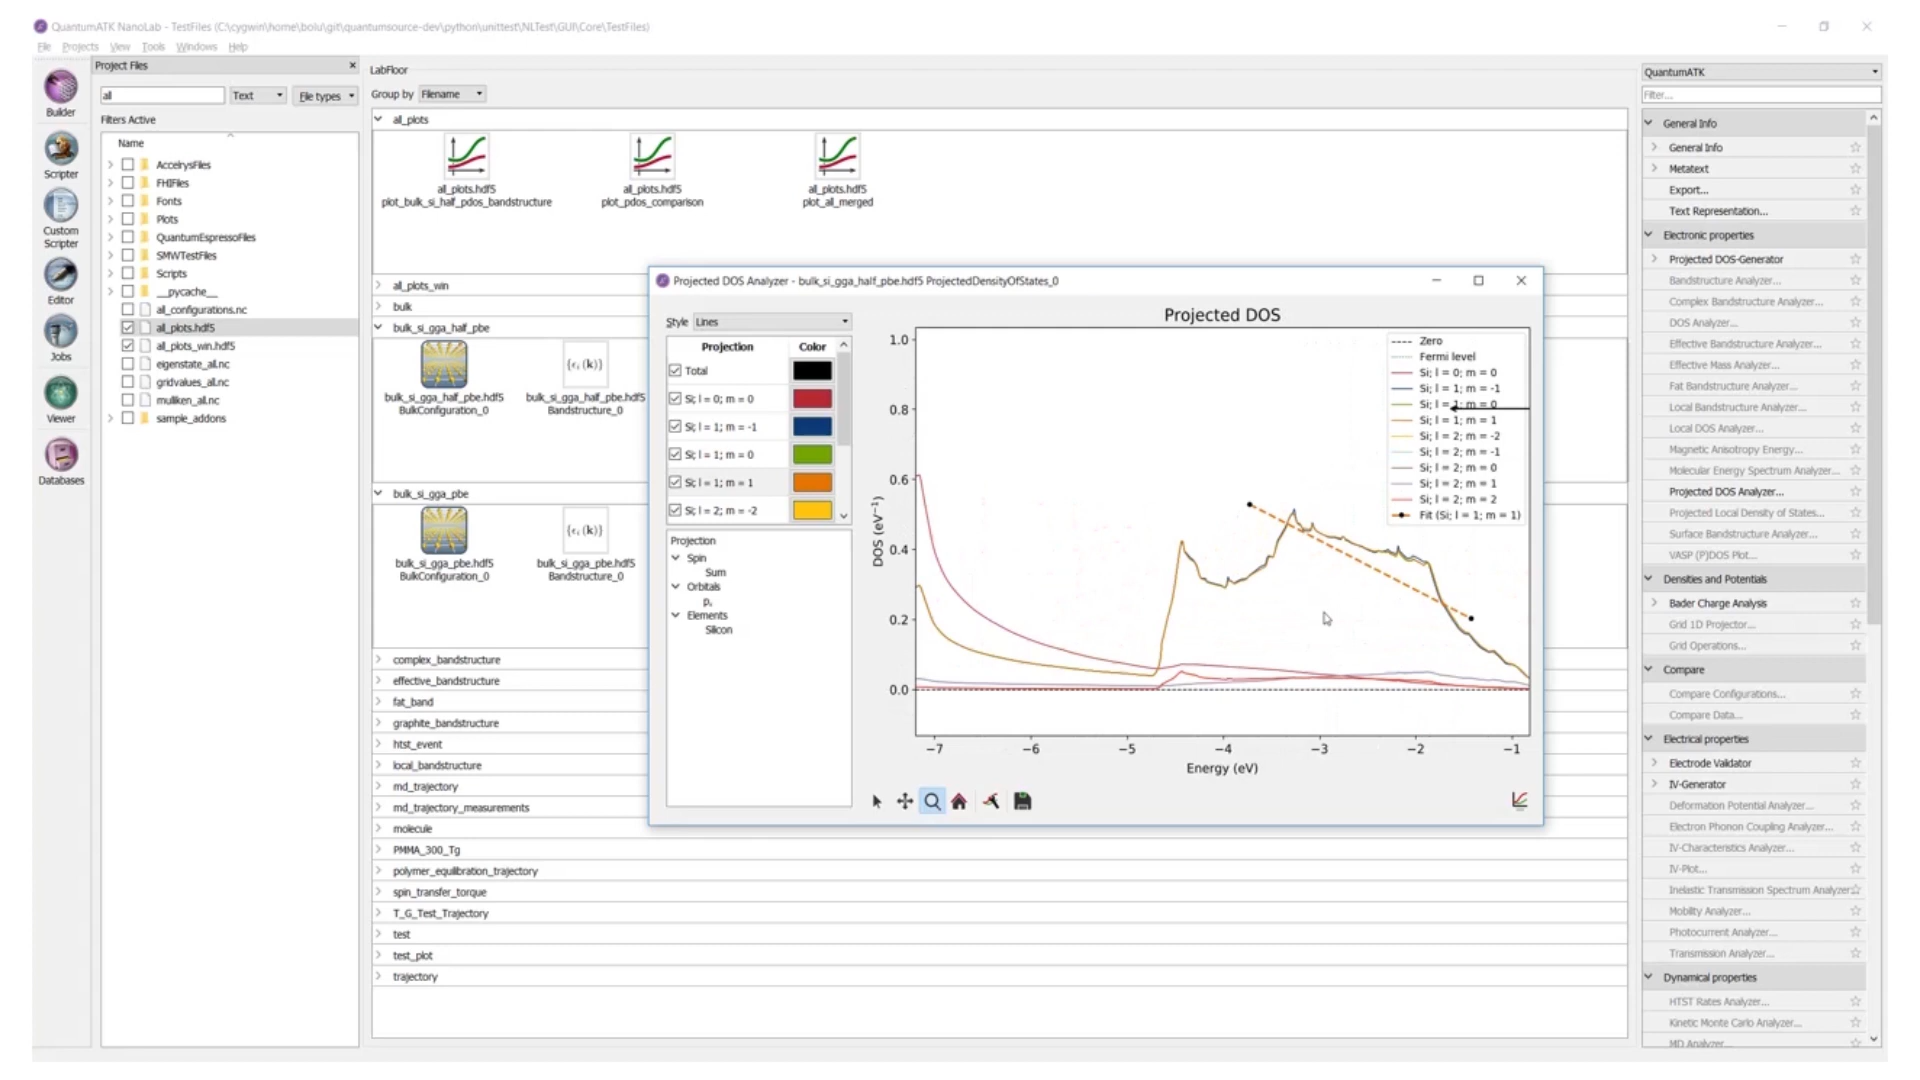 QuantumATK NanoLab - TestFiles (C:\cygwin\home\bolu\git\quantumsource-dev\python\unittest\NLTest\GUI\Core\TestFiles)
File Projects View Tools Windows Help
Builder
Scripter
Custom
Scripter
Editor
Jobs
Viewer
Databases
Project Files
all Text File types
Filters Active
Name
AccelrysFiles
FHIFiles
Fonts
Plots
QuantumEspressoFiles
SMWTestFiles
Scripts
__pycache__
all_configurations.nc
all_plots.hdf5
all_plots_win.hdf5
eigenstate_all.nc
gridvalues_all.nc
mulliken_all.nc
sample_addons
LabFloor
Group by Filename
all_plots
all_plots.hdf5
plot_bulk_si_half_pdos_bandstructure
all_plots.hdf5
plot_pdos_comparison
all_plots.hdf5
plot_all_merged
all_plots_win
bulk
bulk_si_gga_half_pbe
bulk_si_gga_half_pbe.hdf5
BulkConfiguration_0
{εᵢ(k)}
bulk_si_gga_half_pbe.hdf5
Bandstructure_0
bulk_si_gga_pbe
bulk_si_gga_pbe.hdf5
BulkConfiguration_0
{εᵢ(k)}
bulk_si_gga_pbe.hdf5
Bandstructure_0
complex_bandstructure
effective_bandstructure
fat_band
graphite_bandstructure
htst_event
local_bandstructure
md_trajectory
md_trajectory_measurements
molecule
PMMA_300_Tg
polymer_equilibration_trajectory
spin_transfer_torque
T_G_Test_Trajectory
test
test_plot
trajectory
Projected DOS Analyzer - bulk_si_gga_half_pbe.hdf5 ProjectedDensityOfStates_0
Style Lines
Projection Color
Total
Si; l = 0; m = 0
Si; l = 1; m = -1
Si; l = 1; m = 0
Si; l = 1; m = 1
Si; l = 2; m = -2
Projection
Spin
Sum
Orbitals
Elements
Silicon
Projected DOS
1.0
0.8
0.6
0.4
0.2
0.0
DOS (eV⁻¹)
−7 −6 −5 −4 −3 −2 −1
Energy (eV)
Zero
Fermi level
Si; l = 0; m = 0
Si; l = 1; m = -1
Si; l = 1; m = 0
Si; l = 1; m = 1
Si; l = 2; m = -2
Si; l = 2; m = -1
Si; l = 2; m = 0
Si; l = 2; m = 1
Si; l = 2; m = 2
Fit (Si; l = 1; m = 1)
QuantumATK
Filter...
General Info
General Info
Metatext
Export...
Text Representation...
Electronic properties
Projected DOS-Generator
Bandstructure Analyzer...
Complex Bandstructure Analyzer...
DOS Analyzer...
Effective Bandstructure Analyzer...
Effective Mass Analyzer...
Fat Bandstructure Analyzer...
Local Bandstructure Analyzer...
Local DOS Analyzer...
Magnetic Anisotropy Energy...
Molecular Energy Spectrum Analyzer...
Projected DOS Analyzer...
Projected Local Density of States...
Surface Bandstructure Analyzer...
VASP (P)DOS Plot...
Densities and Potentials
Bader Charge Analysis
Grid 1D Projector...
Grid Operations...
Compare
Compare Configurations...
Compare Data...
Electrical properties
Electrode Validator
IV-Generator
Deformation Potential Analyzer...
Electron Phonon Coupling Analyzer...
IV-Characteristics Analyzer...
IV-Plot...
Inelastic Transmission Spectrum Analyzer
Mobility Analyzer...
Photocurrent Analyzer...
Transmission Analyzer...
Dynamical properties
HTST Rates Analyzer...
Kinetic Monte Carlo Analyzer...
MD Analyzer...